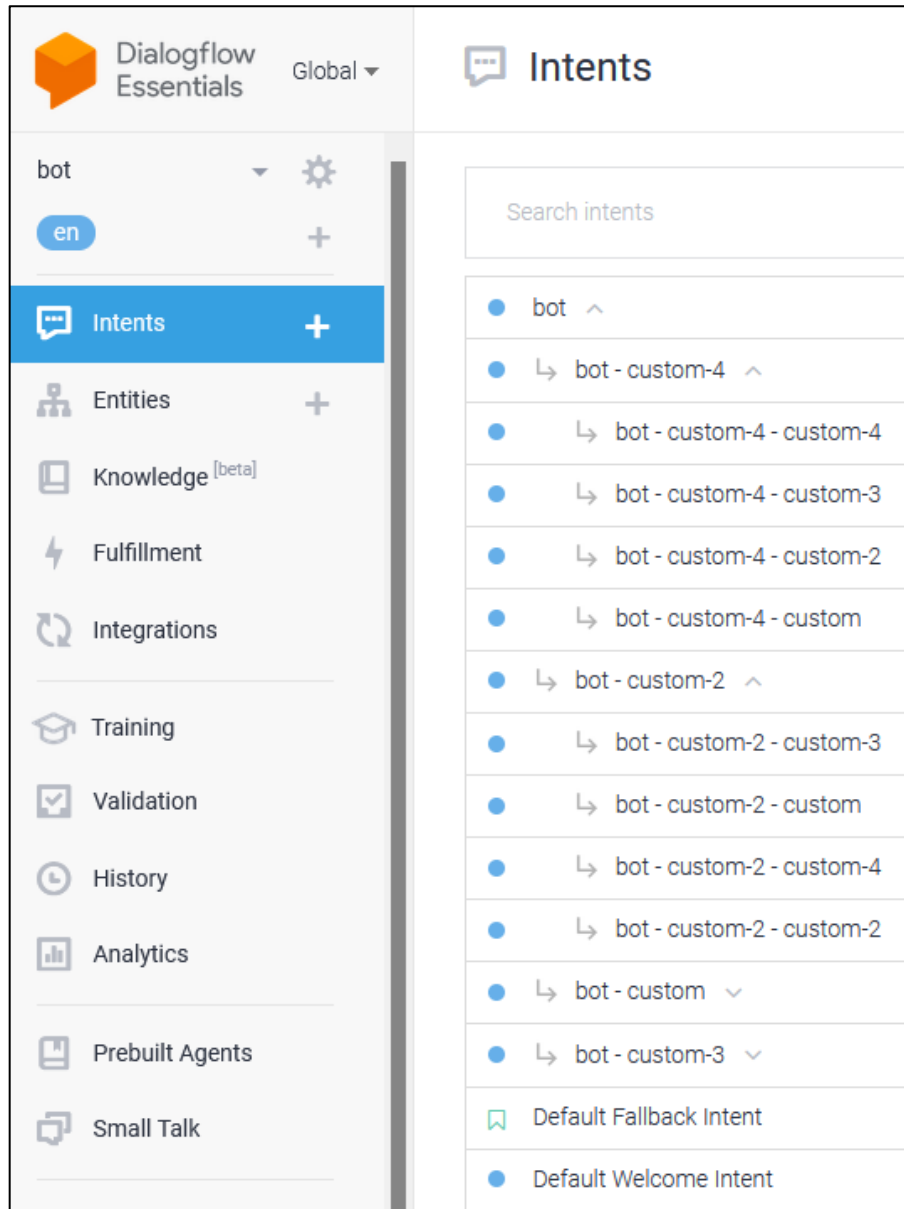 Dialogflow
Essentials
Global
bot
en
Intents
Entities
Knowledge [beta]
Fulfillment
Integrations
Training
Validation
History
Analytics
Prebuilt Agents
Small Talk
Intents
Search intents
bot
bot - custom-4
bot - custom-4 - custom-4
bot - custom-4 - custom-3
bot - custom-4 - custom-2
bot - custom-4 - custom
bot - custom-2
bot - custom-2 - custom-3
bot - custom-2 - custom
bot - custom-2 - custom-4
bot - custom-2 - custom-2
bot - custom
bot - custom-3
Default Fallback Intent
Default Welcome Intent